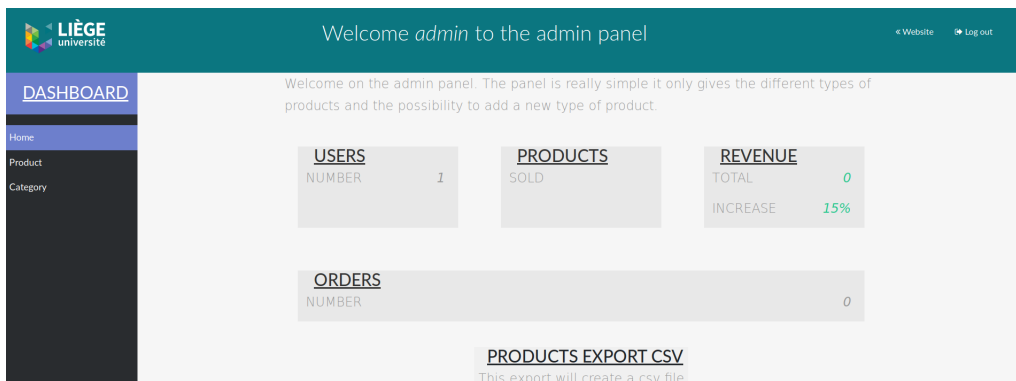 LIÈGE
université
Welcome admin to the admin panel
« Website
Log out
DASHBOARD
Home
Product
Category
Welcome on the admin panel. The panel is really simple it only gives the different types of
products and the possibility to add a new type of product.
USERS
NUMBER 1
PRODUCTS
SOLD
REVENUE
TOTAL 0
INCREASE 15%
ORDERS
NUMBER 0
PRODUCTS EXPORT CSV
This export will create a csv file